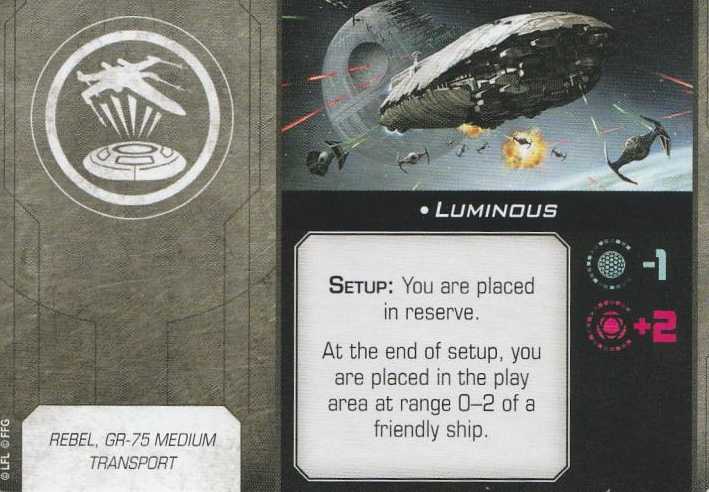 • LUMINOUS
SETUP: You are placed
in reserve.
At the end of setup, you
are placed in the play
area at range 0–2 of a
friendly ship.
-1
+2
REBEL, GR-75 MEDIUM
TRANSPORT
©LFL ©FFG